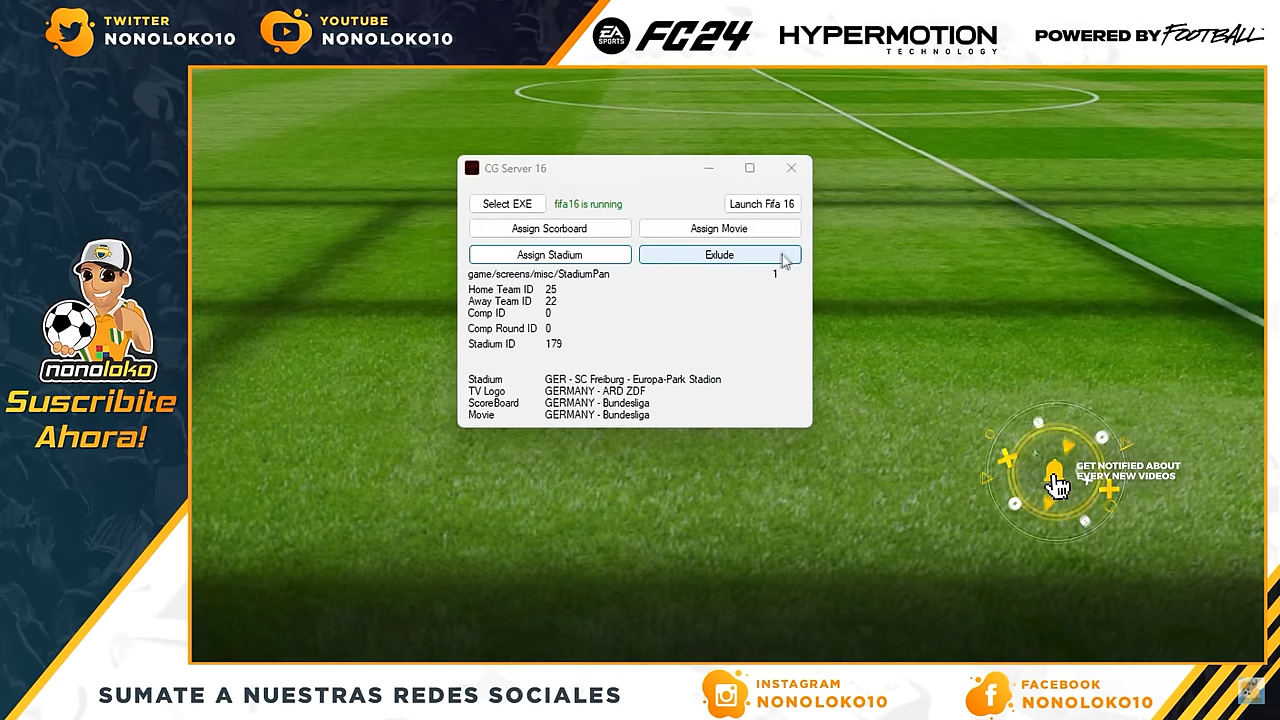 TWITTER
NONOLOKO10
YOUTUBE
NONOLOKO10
EA SPORTS FC24
HYPERMOTION
TECHNOLOGY
POWERED BY FOOTBALL
CG Server 16
Select EXE
fifa16 is running
Launch Fifa 16
Assign Scorboard
Assign Movie
Assign Stadium
Exlude
game/screens/misc/StadiumPan
1
Home Team ID 25
Away Team ID 22
Comp ID 0
Comp Round ID 0
Stadium ID 179
Stadium GER - SC Freiburg - Europa-Park Stadion
TV Logo GERMANY - ARD ZDF
ScoreBoard GERMANY - Bundesliga
Movie GERMANY - Bundesliga
nonoloko
Suscribite
Ahora!
GET NOTIFIED ABOUT
EVERY NEW VIDEOS
SUMATE A NUESTRAS REDES SOCIALES
INSTAGRAM
NONOLOKO10
FACEBOOK
NONOLOKO10